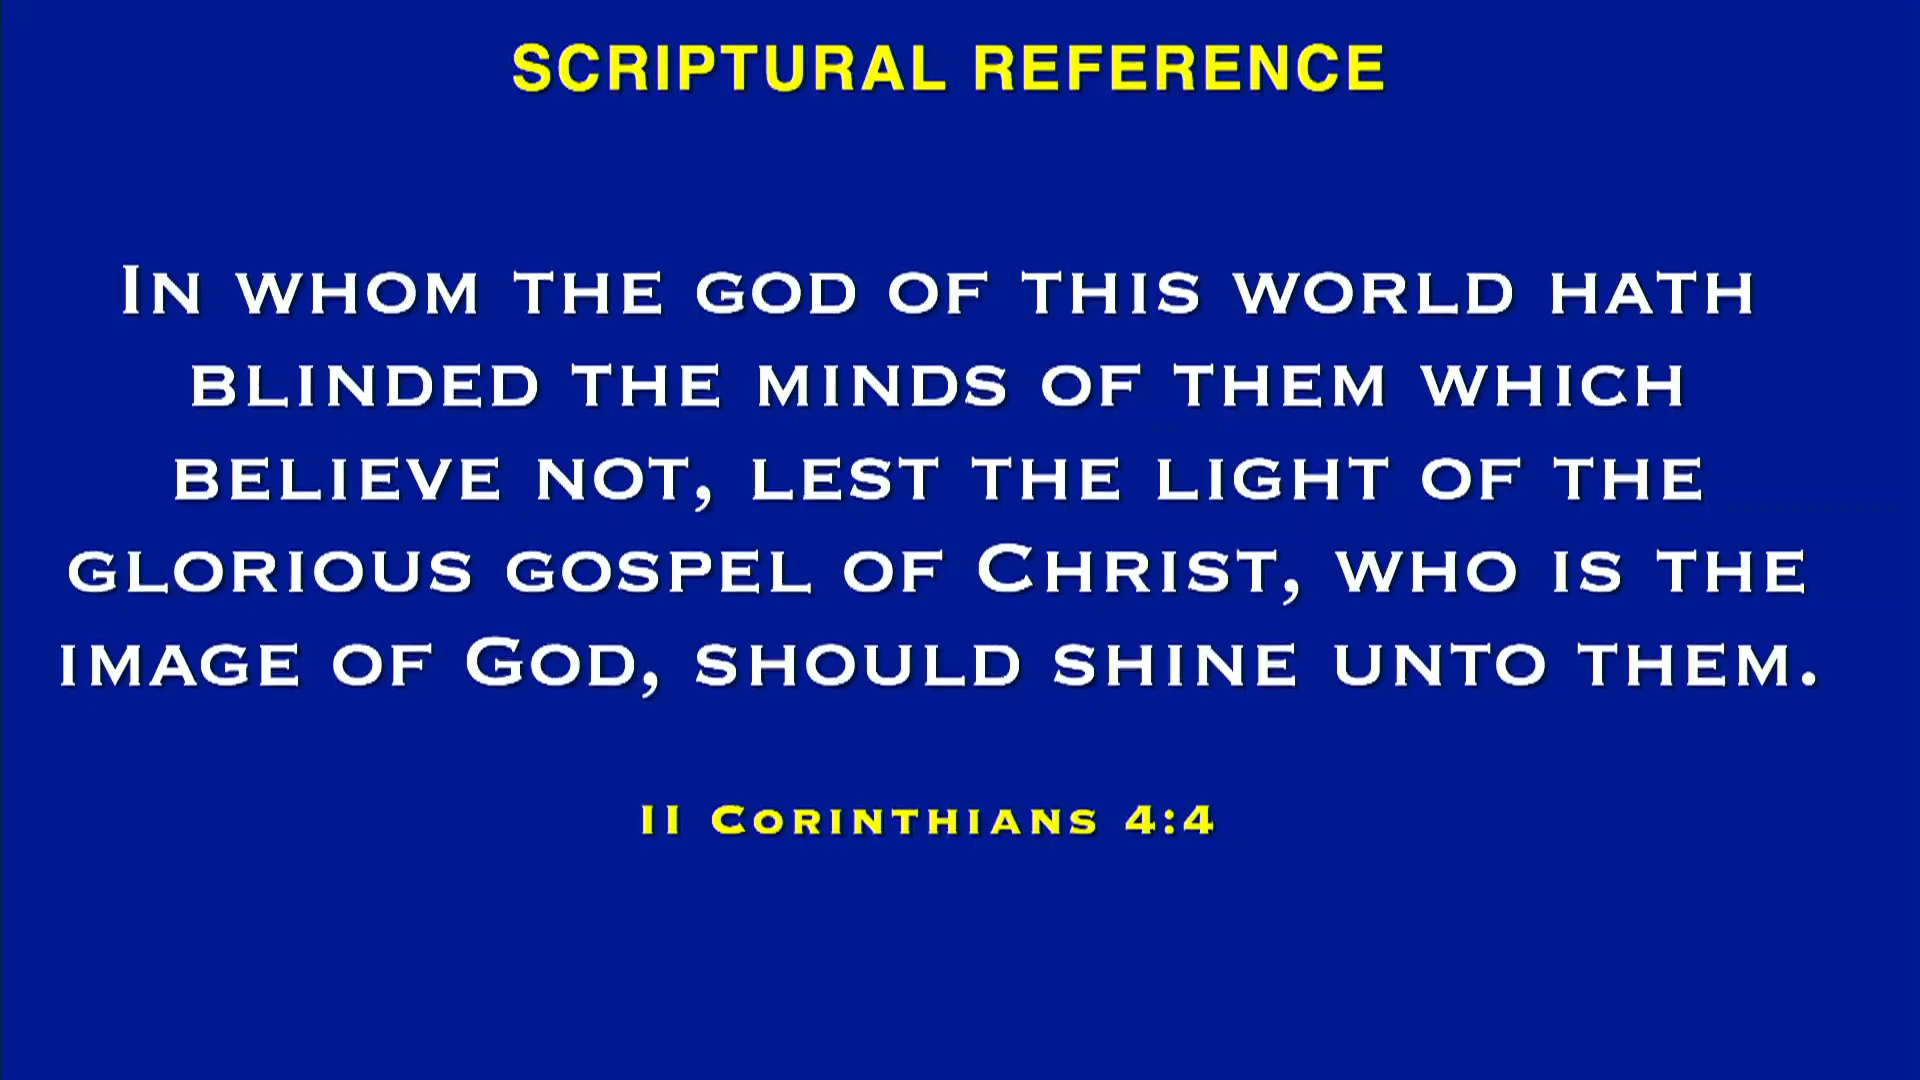 SCRIPTURAL REFERENCE
In whom the god of this world hath
blinded the minds of them which
believe not, lest the light of the
glorious gospel of Christ, who is the
image of God, should shine unto them.
II Corinthians 4:4